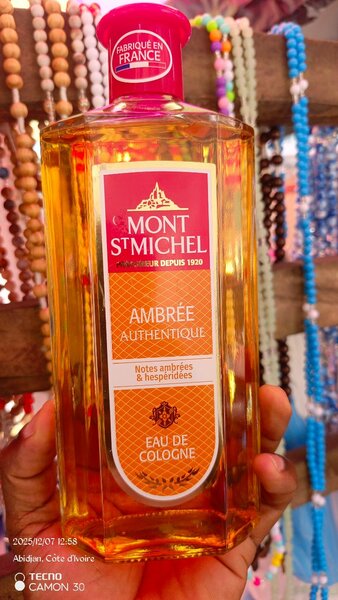 FABRIQUÉ EN
FRANCE
MONT
ST MICHEL
PARFUMEUR DEPUIS 1920
AMBRÉE
AUTHENTIQUE
Notes ambrées
& hespéridées
EAU DE
COLOGNE
2025/12/07 12:58
Abidjan, Côte d'Ivoire
TECNO
CAMON 30